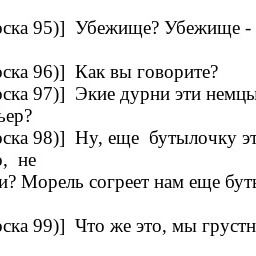 ска 95)] Убежище? Убежище -
ска 96)] Как вы говорите?
ска 97)] Экие дурни эти немцы
ьер?
ска 98)] Ну, еще бутылочку эт
, не
и? Морель согреет нам еще буты
ска 99)] Что же это, мы грустн